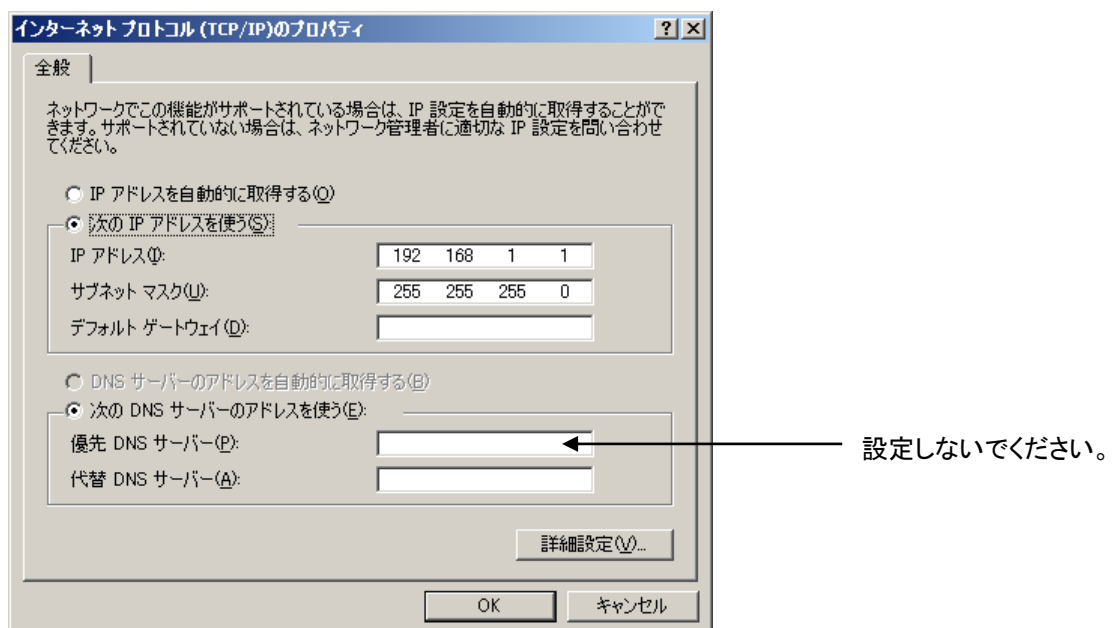 インターネット プロトコル (TCP/IP)のプロパティ
全般
ネットワークでこの機能がサポートされている場合は、IP 設定を自動的に取得することがで
きます。サポートされていない場合は、ネットワーク管理者に適切な IP 設定を問い合わせ
てください。
IP アドレスを自動的に取得する(O)
次の IP アドレスを使う(S):
IP アドレス(I): 192 168 1 1
サブネット マスク(U): 255 255 255 0
デフォルト ゲートウェイ(D):
DNS サーバーのアドレスを自動的に取得する(B)
次の DNS サーバーのアドレスを使う(E):
優先 DNS サーバー(P): 設定しないでください。
代替 DNS サーバー(A):
詳細設定(V)...
OK キャンセル